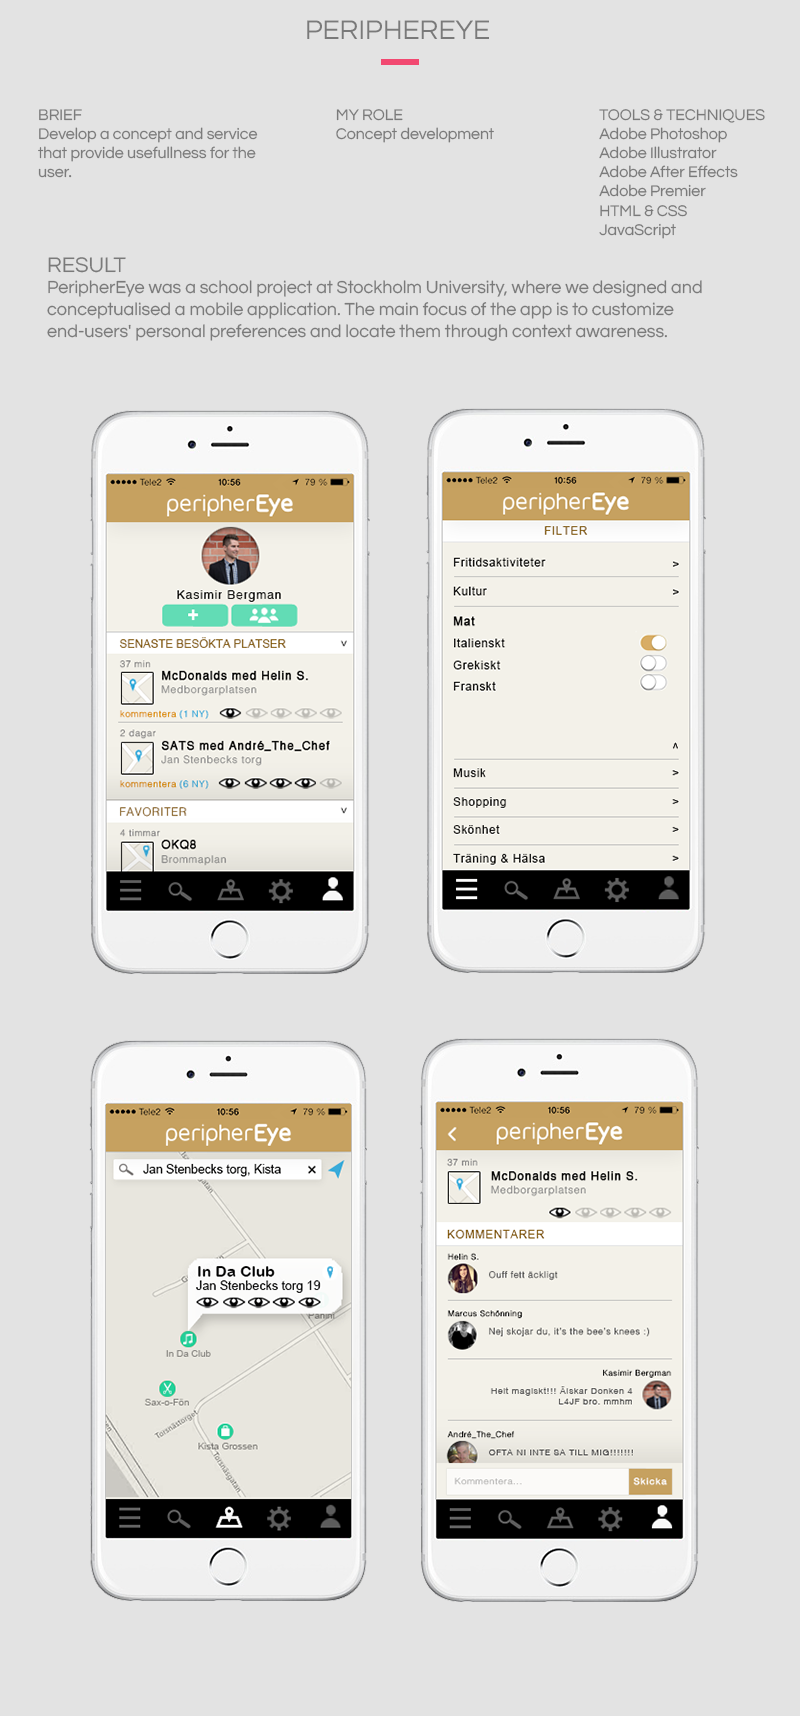 PERIPHEREYE
BRIEF
Develop a concept and service
that provide usefullness for the
user.
MY ROLE
Concept development
TOOLS & TECHNIQUES
Adobe Photoshop
Adobe Illustrator
Adobe After Effects
Adobe Premier
HTML & CSS
JavaScript
RESULT
PeripherEye was a school project at Stockholm University, where we designed and
conceptualised a mobile application. The main focus of the app is to customize
end-users' personal preferences and locate them through context awareness.
Tele2 10:56 79 %
peripherEye
Kasimir Bergman
+
SENASTE BESÖKTA PLATSER
37 min
McDonalds med Helin S.
Medborgarplatsen
kommentera (1 NY)
2 dagar
SATS med André_The_Chef
Jan Stenbecks torg
kommentera (6 NY)
FAVORITER
4 timmar
OKQ8
Brommaplan
Tele2 10:56 79 %
peripherEye
FILTER
Fritidsaktiviteter >
Kultur >
Mat
Italienskt
Grekiskt
Franskt
Musik >
Shopping >
Skönhet >
Träning & Hälsa >
Tele2 10:56 79 %
peripherEye
Jan Stenbecks torg, Kista
In Da Club
Jan Stenbecks torg 19
In Da Club
Sax-o-Fön
Torsnästorget
Kista Grossen
Tele2 10:56 79 %
peripherEye
37 min
McDonalds med Helin S.
Medborgarplatsen
KOMMENTARER
Helin S.
Ouff fett äckligt
Marcus Schönning
Nej skojar du, it's the bee's knees :)
Kasimir Bergman
Helt magiskt!!! Älskar Donken 4
L4JF bro. mmhm
André_The_Chef
OFTA NI INTE SA TILL MIG!!!!!!!
Kommentera...
Skicka